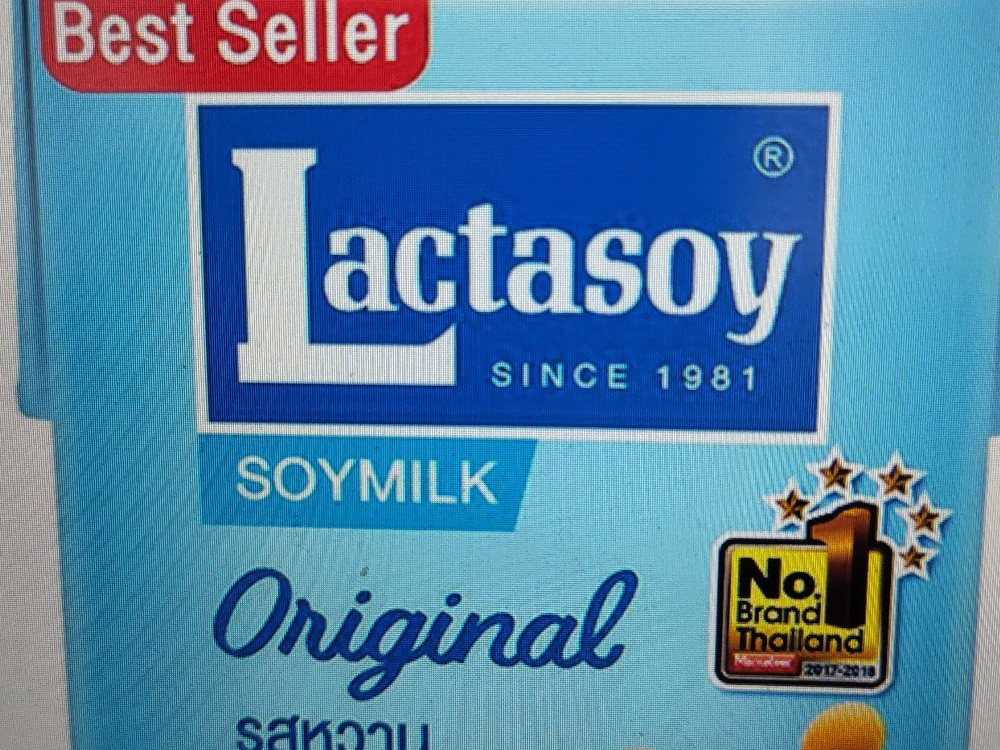 Best Seller
Lactasoy ®
SINCE 1981
SOYMILK
Original
รสหวาน
No.1
Brand
Thailand
Marketeer
2017-2018